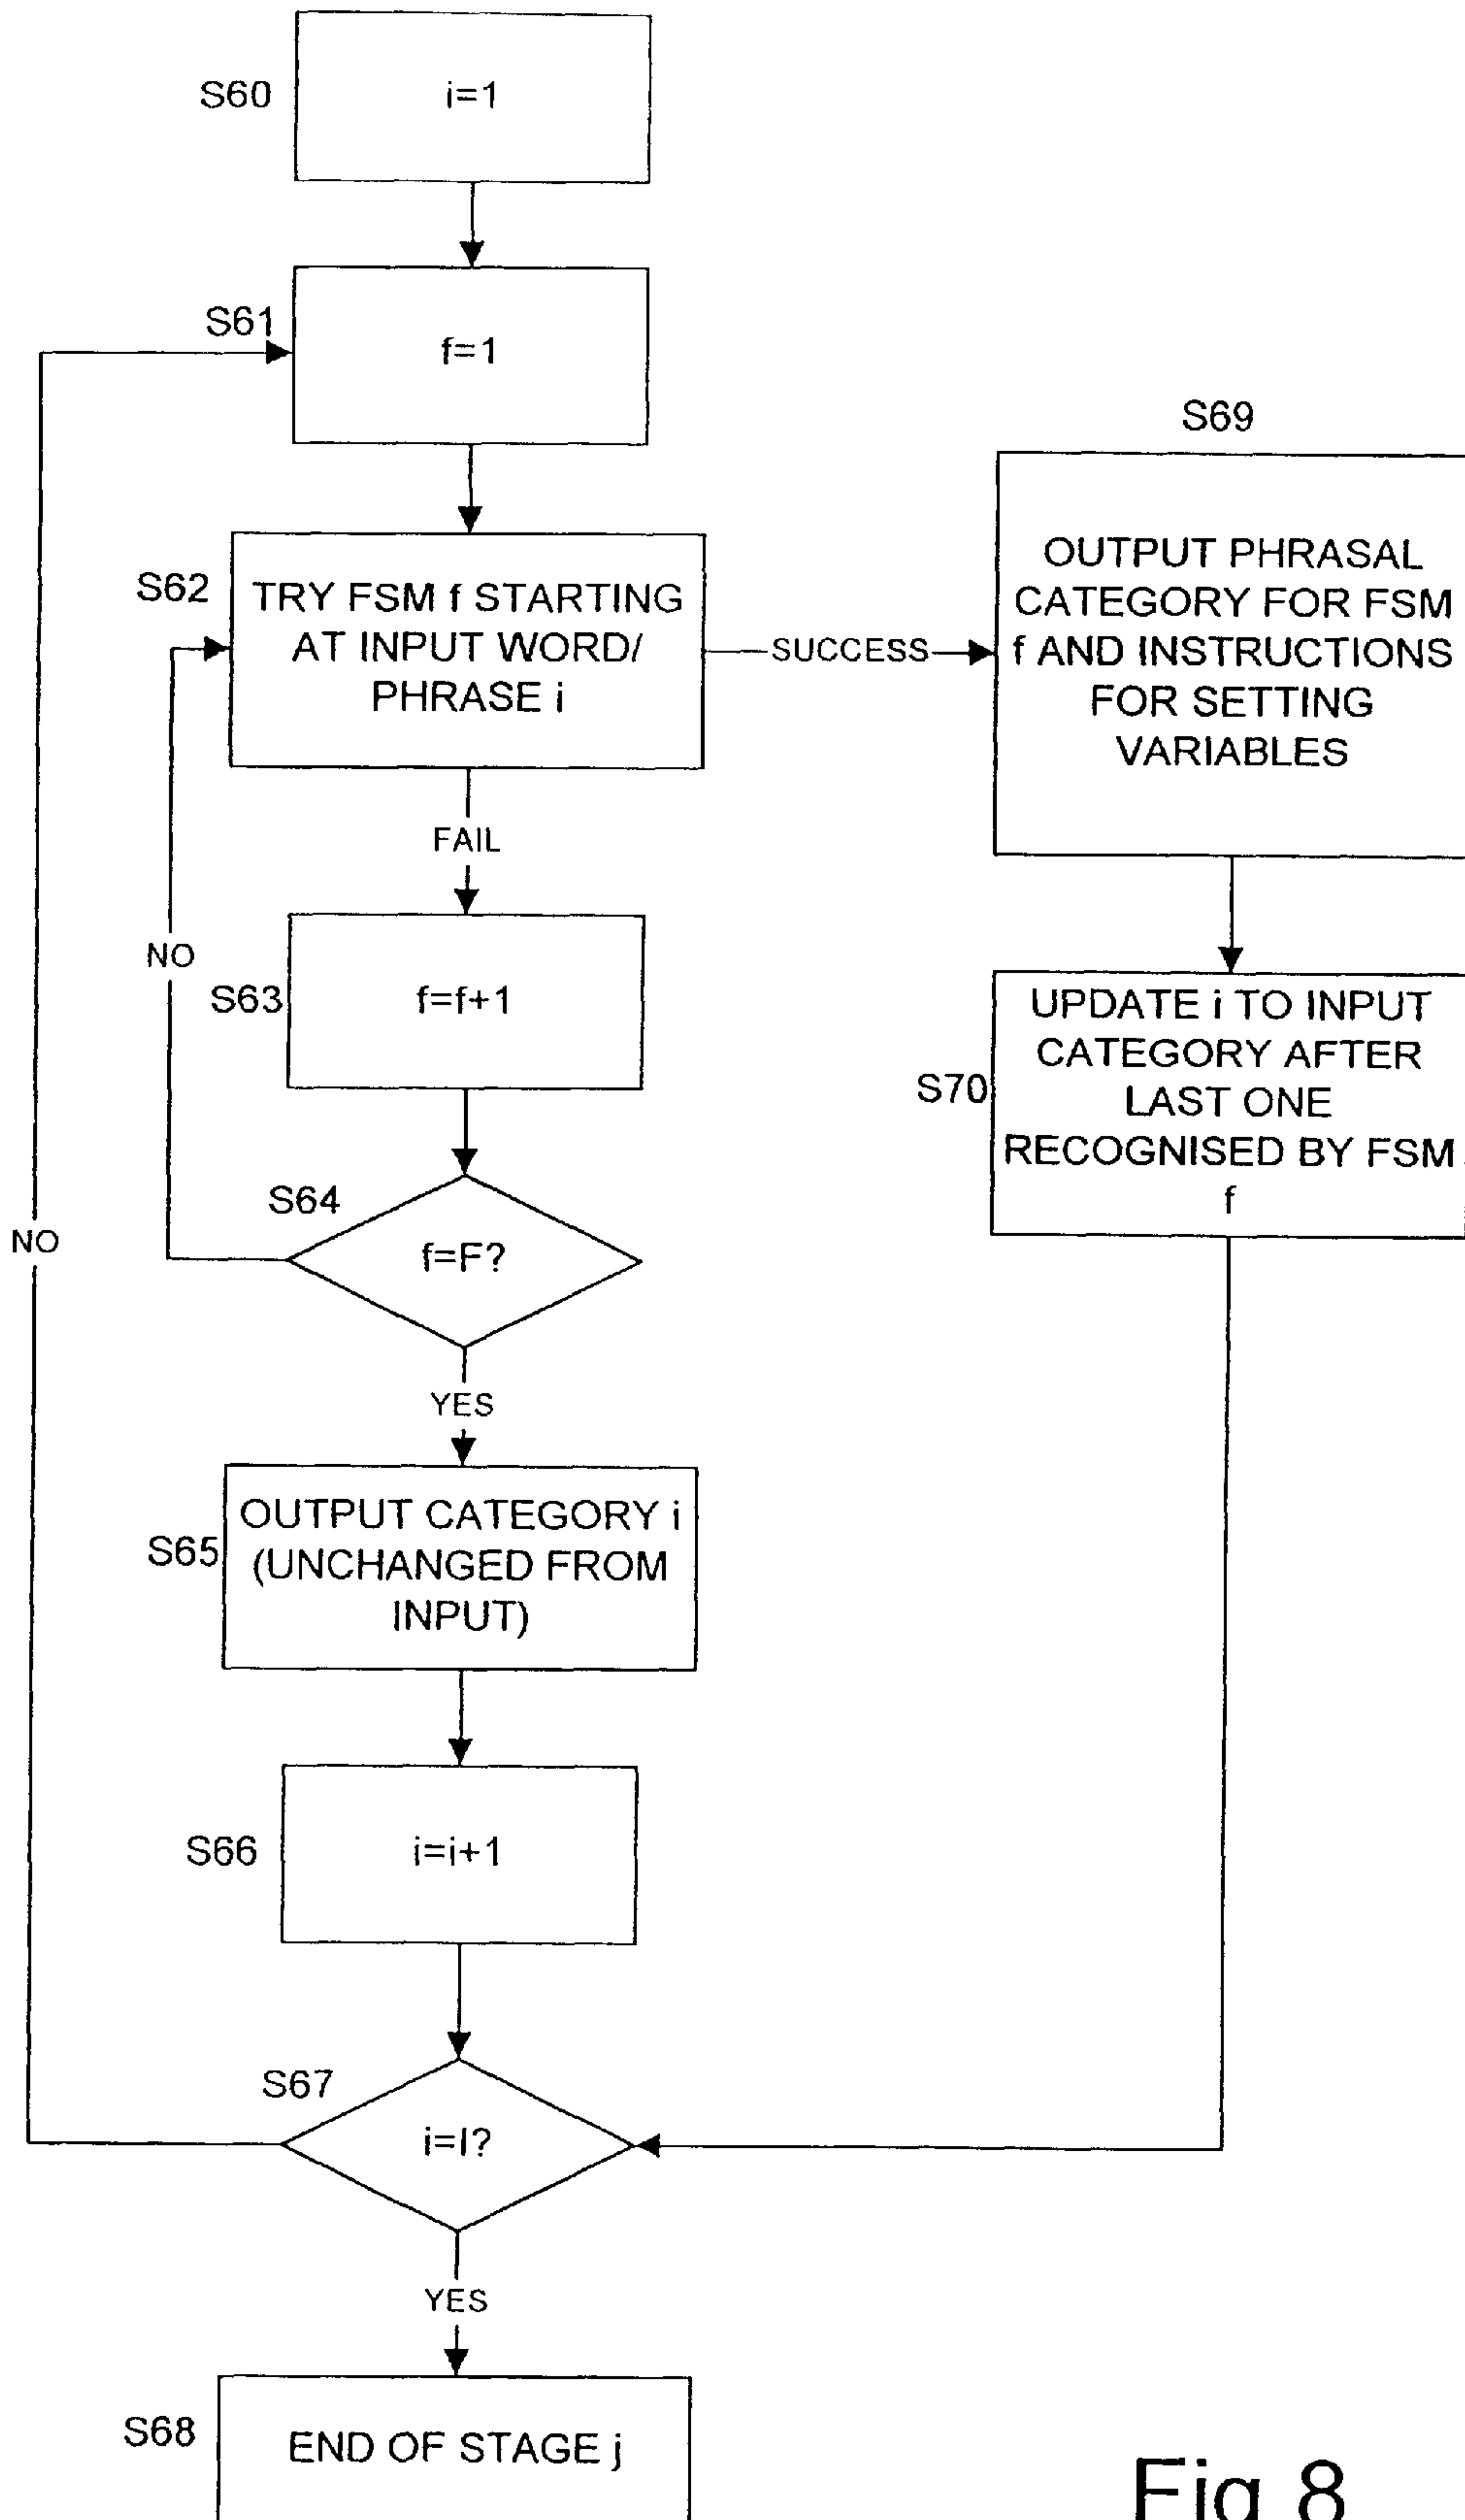 S60
i=1
S61
f=1
S62
TRY FSM f STARTING
AT INPUT WORD/
PHRASE i
SUCCESS
S69
OUTPUT PHRASAL
CATEGORY FOR FSM
f AND INSTRUCTIONS
FOR SETTING
VARIABLES
FAIL
NO
S63
f=f+1
S70
UPDATE i TO INPUT
CATEGORY AFTER
LAST ONE
RECOGNISED BY FSM
f
S64
f=F?
NO
YES
S65
OUTPUT CATEGORY i
(UNCHANGED FROM
INPUT)
S66
i=i+1
S67
i=I?
YES
S68
END OF STAGE j
Fig 8